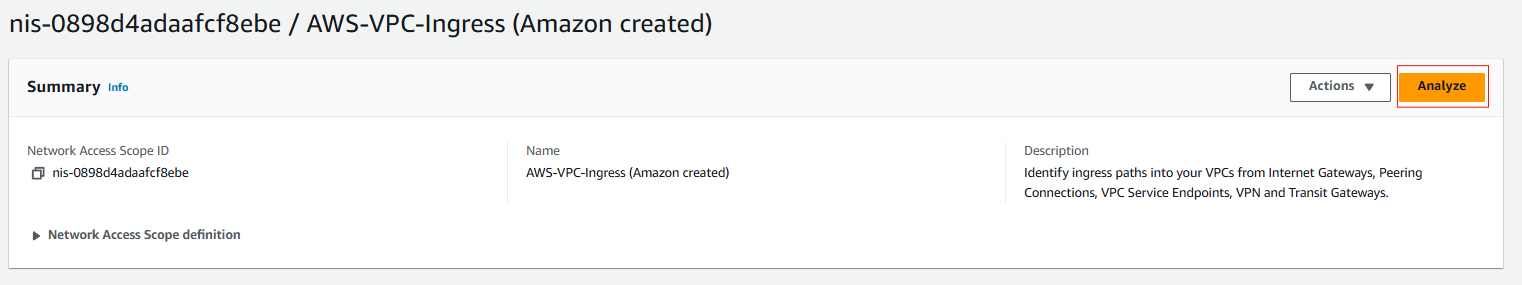 nis-0898d4adaafcf8ebe / AWS-VPC-Ingress (Amazon created)
Summary Info
Actions
Analyze
Network Access Scope ID
nis-0898d4adaafcf8ebe
Name
AWS-VPC-Ingress (Amazon created)
Description
Identify ingress paths into your VPCs from Internet Gateways, Peering
Connections, VPC Service Endpoints, VPN and Transit Gateways.
Network Access Scope definition